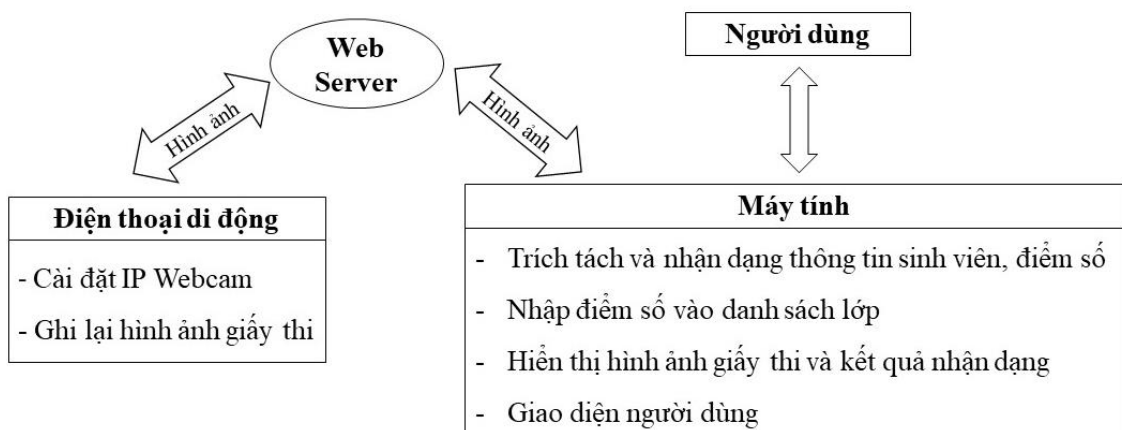 Web
Server
Người dùng
Hình ảnh
Hình ảnh
Điện thoại di động
- Cài đặt IP Webcam
- Ghi lại hình ảnh giấy thi
Máy tính
- Trích tách và nhận dạng thông tin sinh viên, điểm số
- Nhập điểm số vào danh sách lớp
- Hiển thị hình ảnh giấy thi và kết quả nhận dạng
- Giao diện người dùng